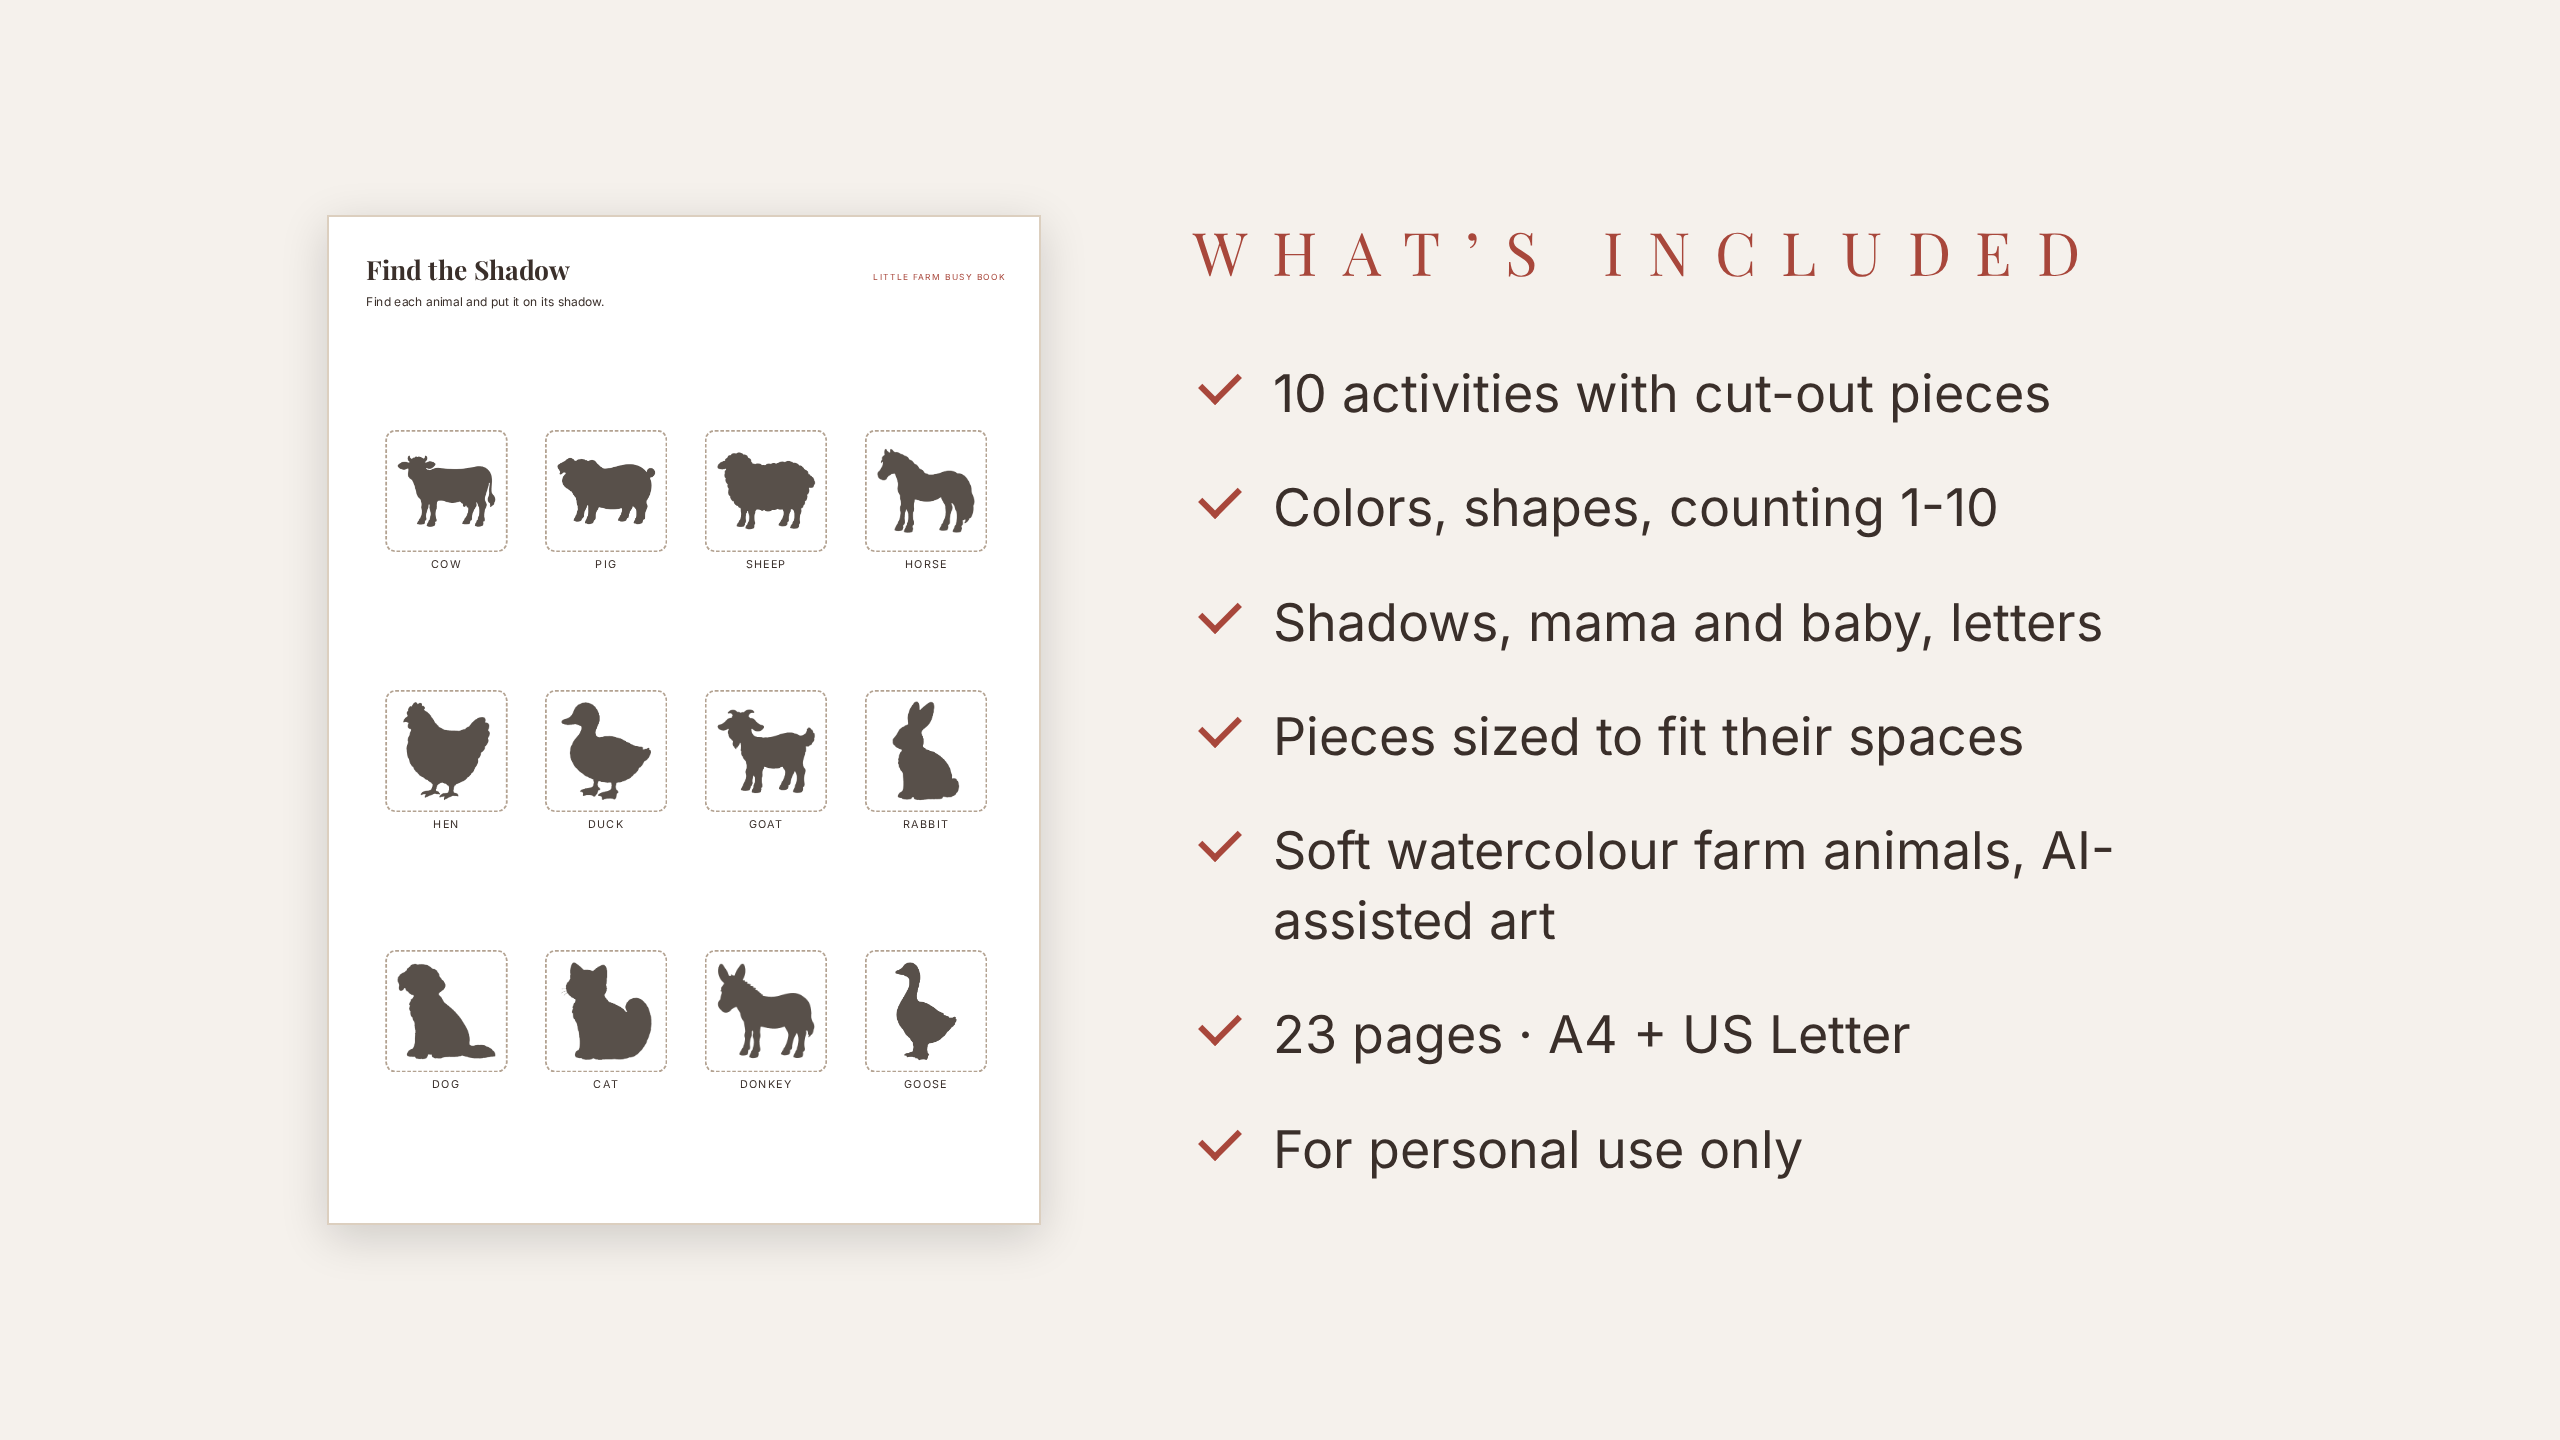 Find the Shadow
LITTLE FARM BUSY BOOK
Find each animal and put it on its shadow.
COW
PIG
SHEEP
HORSE
HEN
DUCK
GOAT
RABBIT
DOG
CAT
DONKEY
GOOSE
WHAT’S INCLUDED
10 activities with cut-out pieces
Colors, shapes, counting 1-10
Shadows, mama and baby, letters
Pieces sized to fit their spaces
Soft watercolour farm animals, AI-
assisted art
23 pages · A4 + US Letter
For personal use only